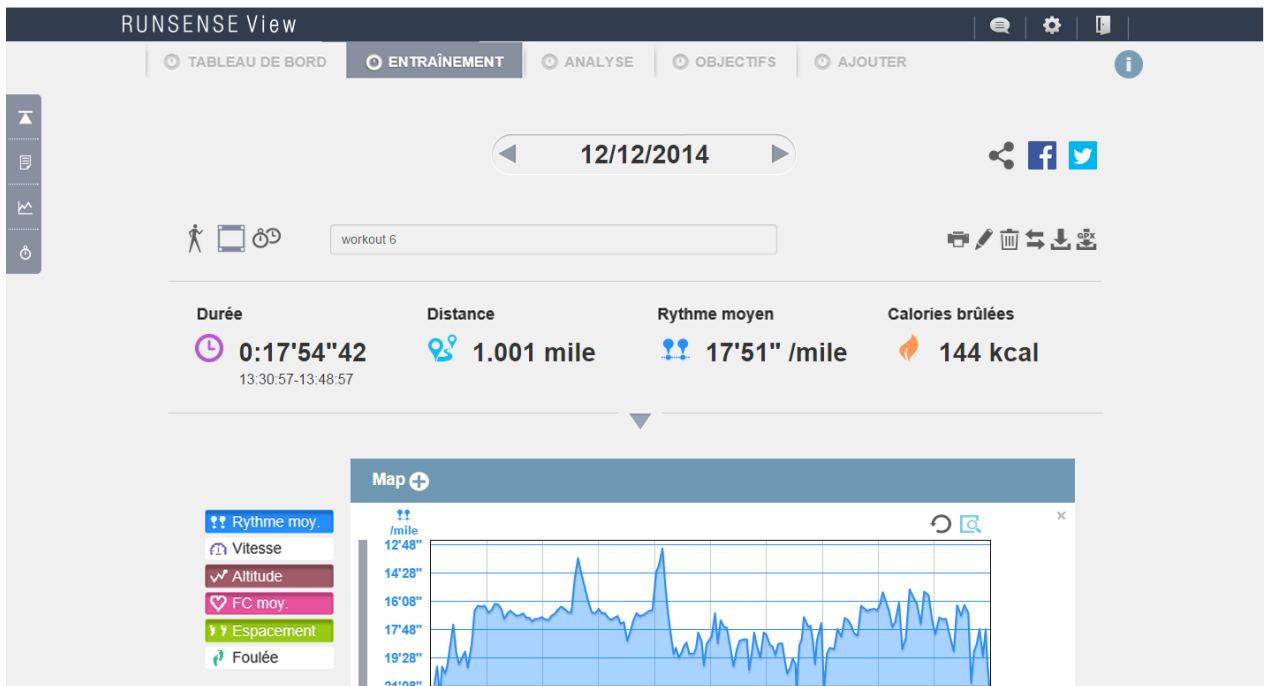 RUNSENSE View
TABLEAU DE BORD
ENTRAÎNEMENT
ANALYSE
OBJECTIFS
AJOUTER
12/12/2014
workout 6
GPX
Durée
Distance
Rythme moyen
Calories brûlées
0:17'54"42
1.001 mile
17'51" /mile
144 kcal
13:30:57-13:48:57
Map
Rythme moy.
Vitesse
Altitude
FC moy.
Espacement
Foulée
/mile
12'48"
14'28"
16'08"
17'48"
19'28"
21'08"